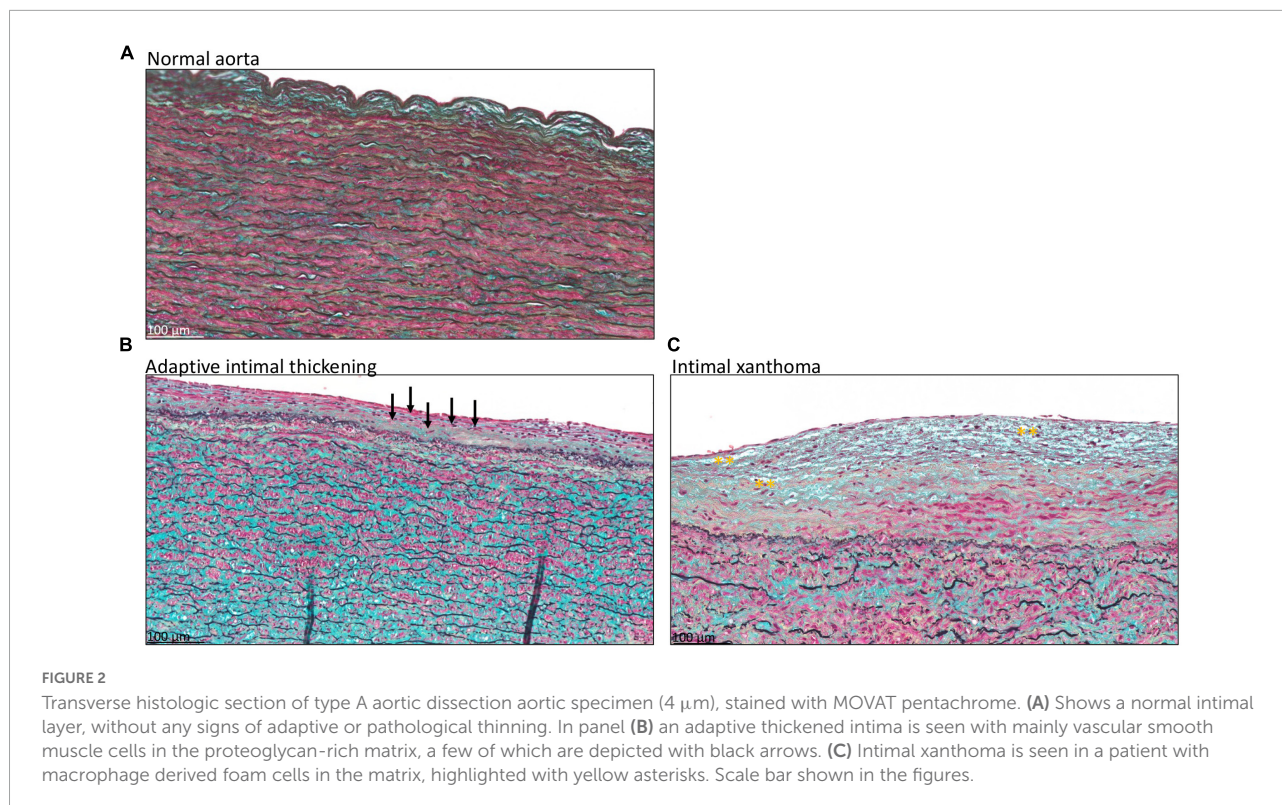 A
Normal aorta
100 µm
B
Adaptive intimal thickening
100 µm
C
Intimal xanthoma
100 µm
FIGURE 2
Transverse histologic section of type A aortic dissection aortic specimen (4 µm), stained with MOVAT pentachrome. (A) Shows a normal intimal
layer, without any signs of adaptive or pathological thinning. In panel (B) an adaptive thickened intima is seen with mainly vascular smooth
muscle cells in the proteoglycan-rich matrix, a few of which are depicted with black arrows. (C) Intimal xanthoma is seen in a patient with
macrophage derived foam cells in the matrix, highlighted with yellow asterisks. Scale bar shown in the figures.